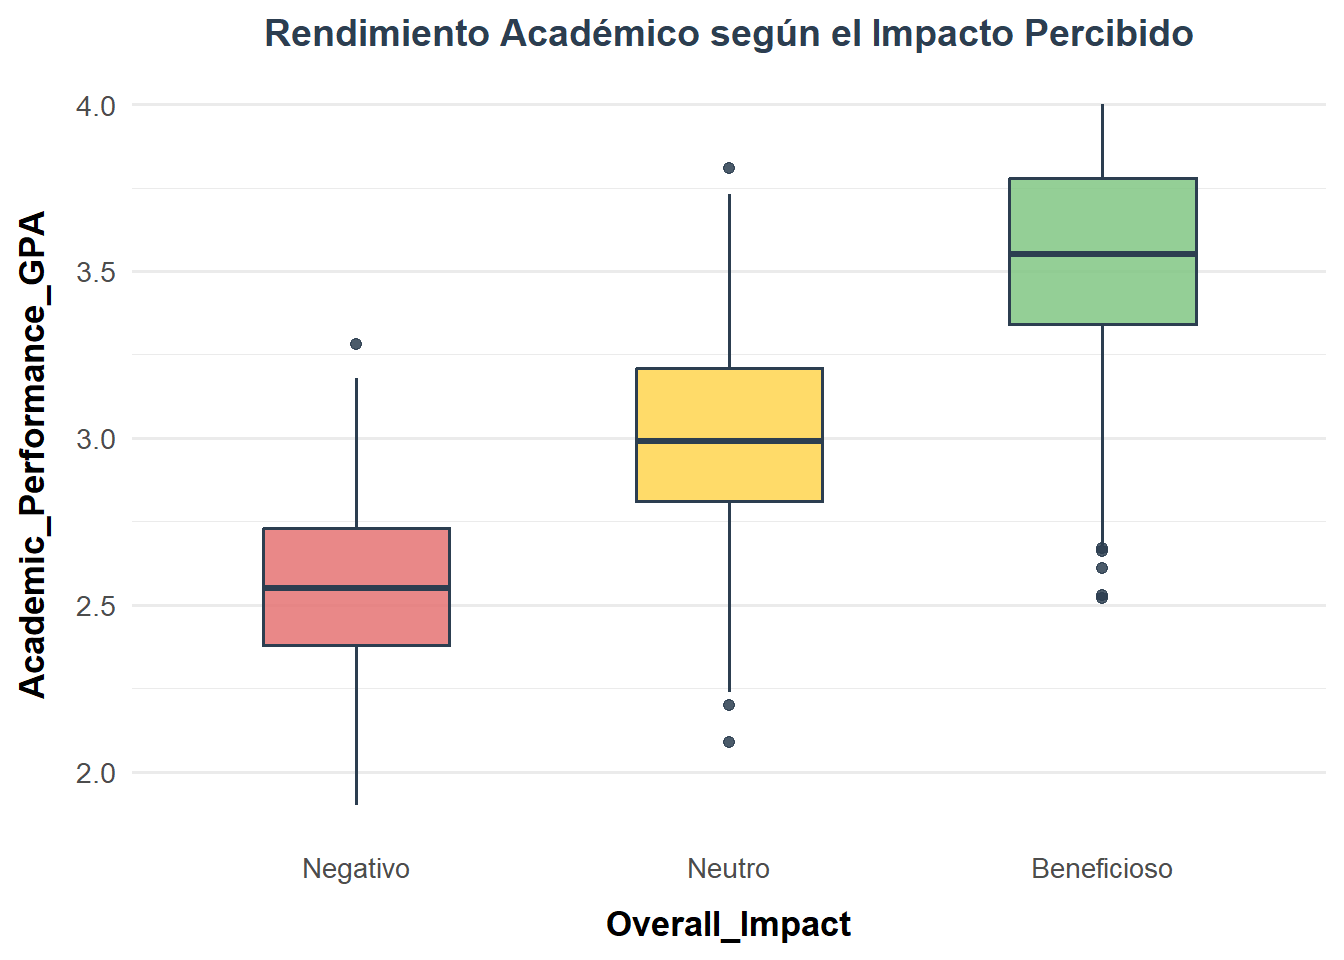 Rendimiento Académico según el Impacto Percibido
Academic_Performance_GPA
4.0
3.5
3.0
2.5
2.0
Negativo
Neutro
Beneficioso
Overall_Impact